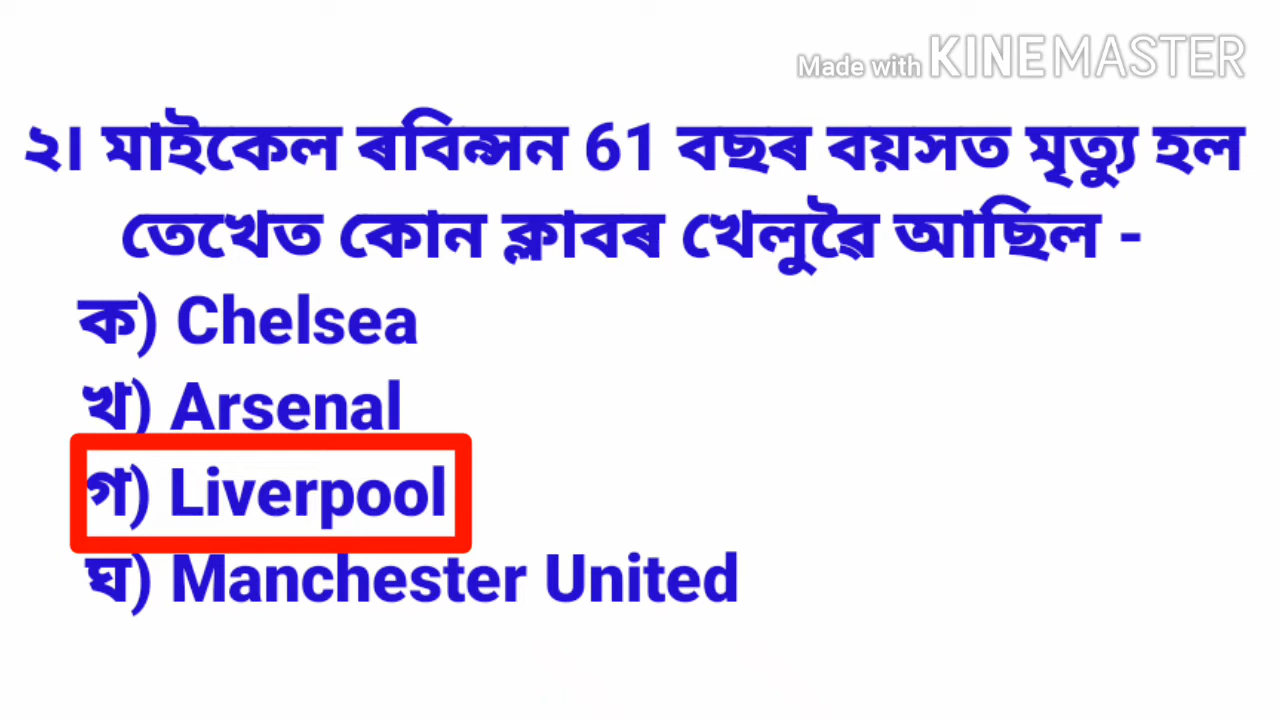 Made with KINEMASTER
২। মাইকেল ৰবিন্সন 61 বছৰ বয়সত মৃত্যু হল
তেখেত কোন ক্লাবৰ খেলুৱৈ আছিল -
ক) Chelsea
খ) Arsenal
গ) Liverpool
ঘ) Manchester United